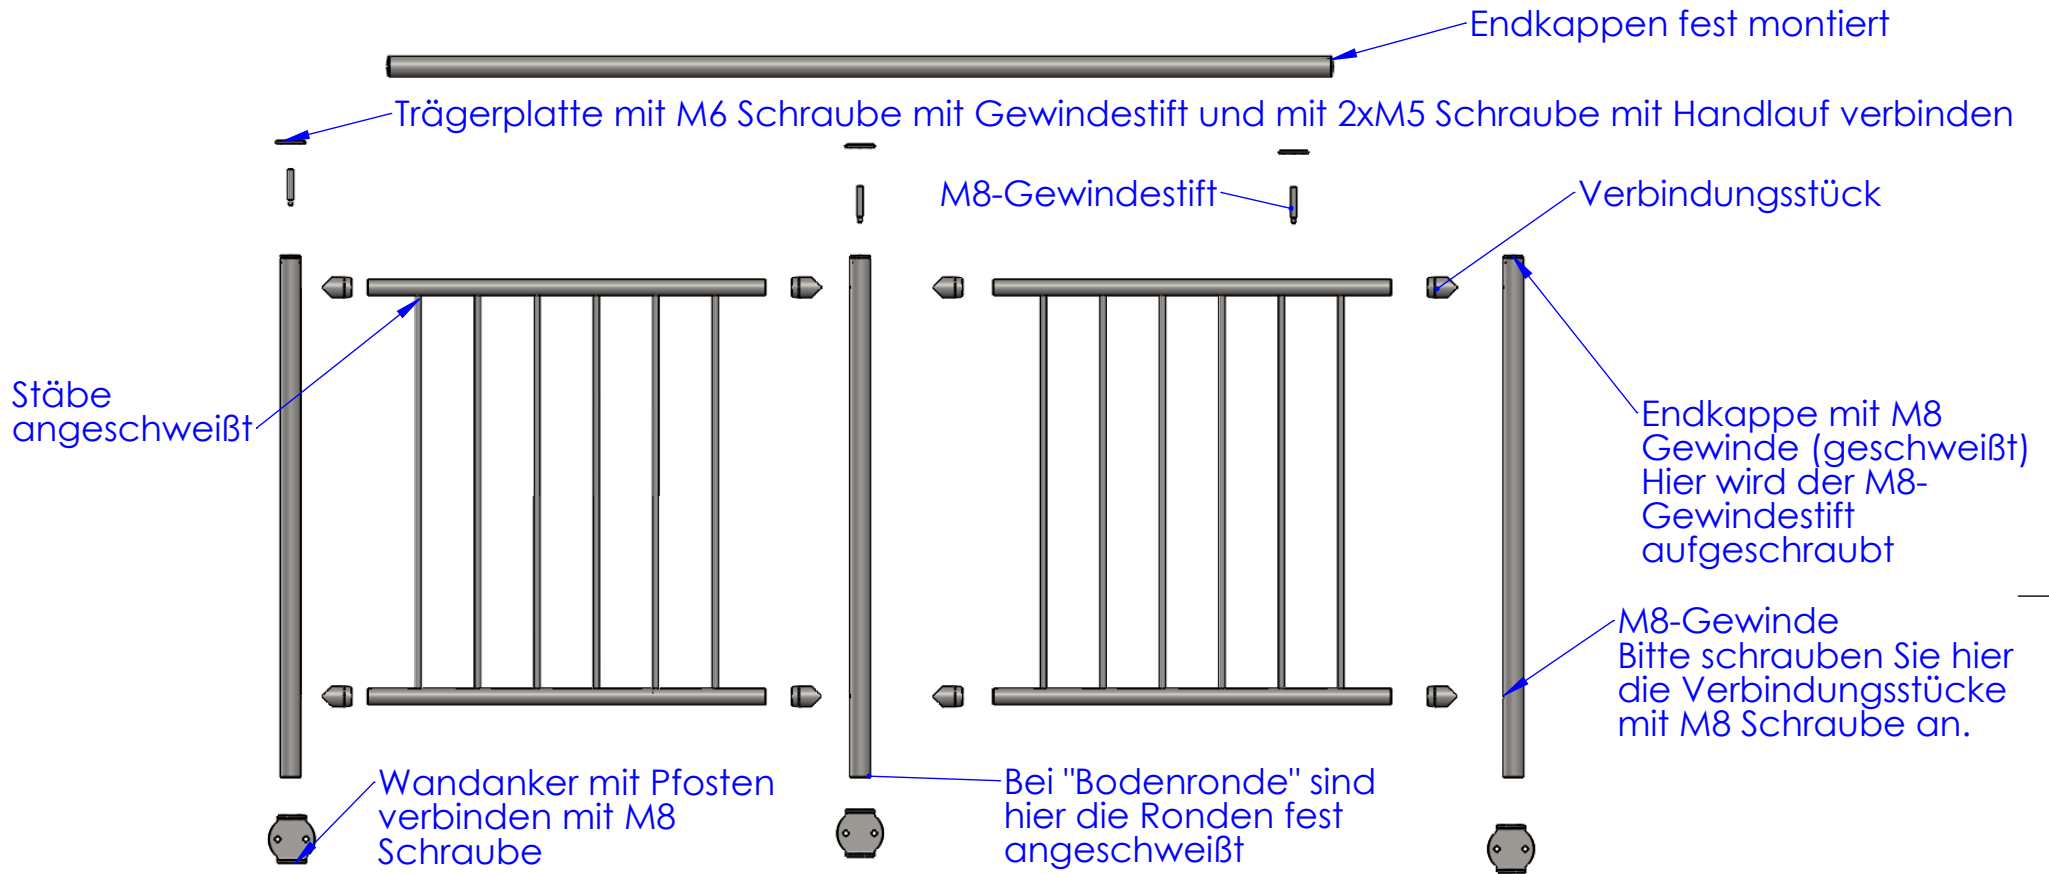 Endkappen fest montiert
Trägerplatte mit M6 Schraube mit Gewindestift und mit 2xM5 Schraube mit Handlauf verbinden
M8-Gewindestift
Verbindungsstück
Stäbe
angeschweißt
Endkappe mit M8
Gewinde (geschweißt)
Hier wird der M8-
Gewindestift
aufgeschraubt
M8-Gewinde
Bitte schrauben Sie hier
die Verbindungsstücke
mit M8 Schraube an.
Wandanker mit Pfosten
verbinden mit M8
Schraube
Bei "Bodenronde" sind
hier die Ronden fest
angeschweißt